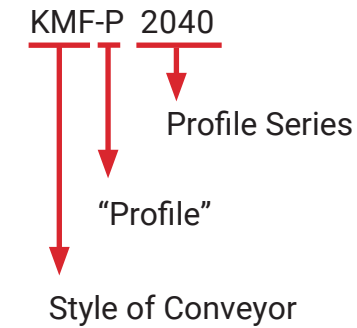 KMF-P 2040
Profile Series
“Profile”
Style of Conveyor